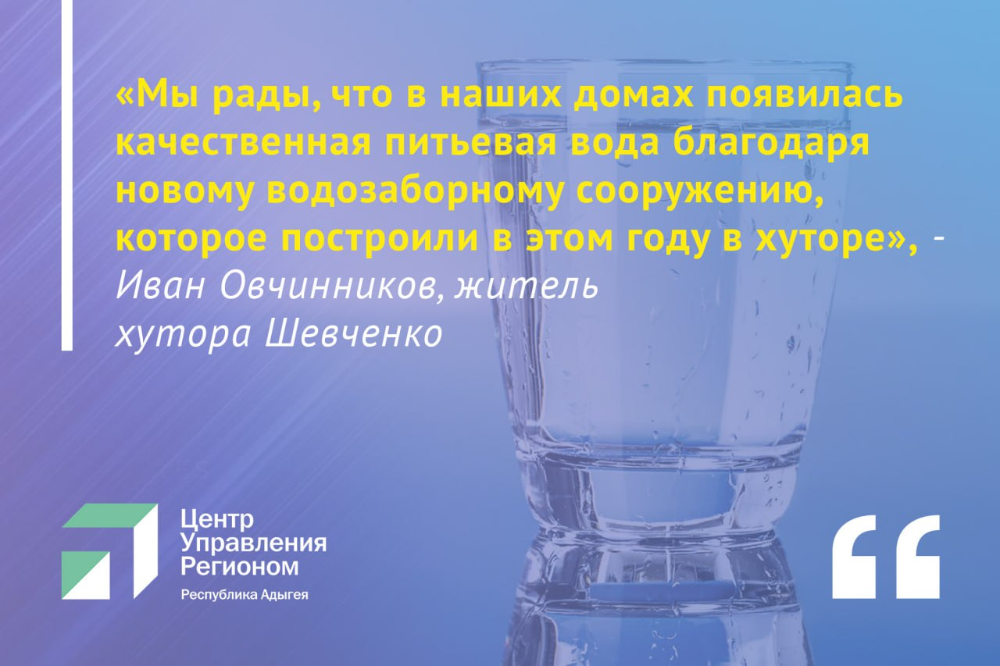 «Мы рады, что в наших домах появилась
качественная питьевая вода благодаря
новому водозаборному сооружению,
которое построили в этом году в хуторе», -
Иван Овчинников, житель
хутора Шевченко
Центр
Управления
Регионом
Республика Адыгея